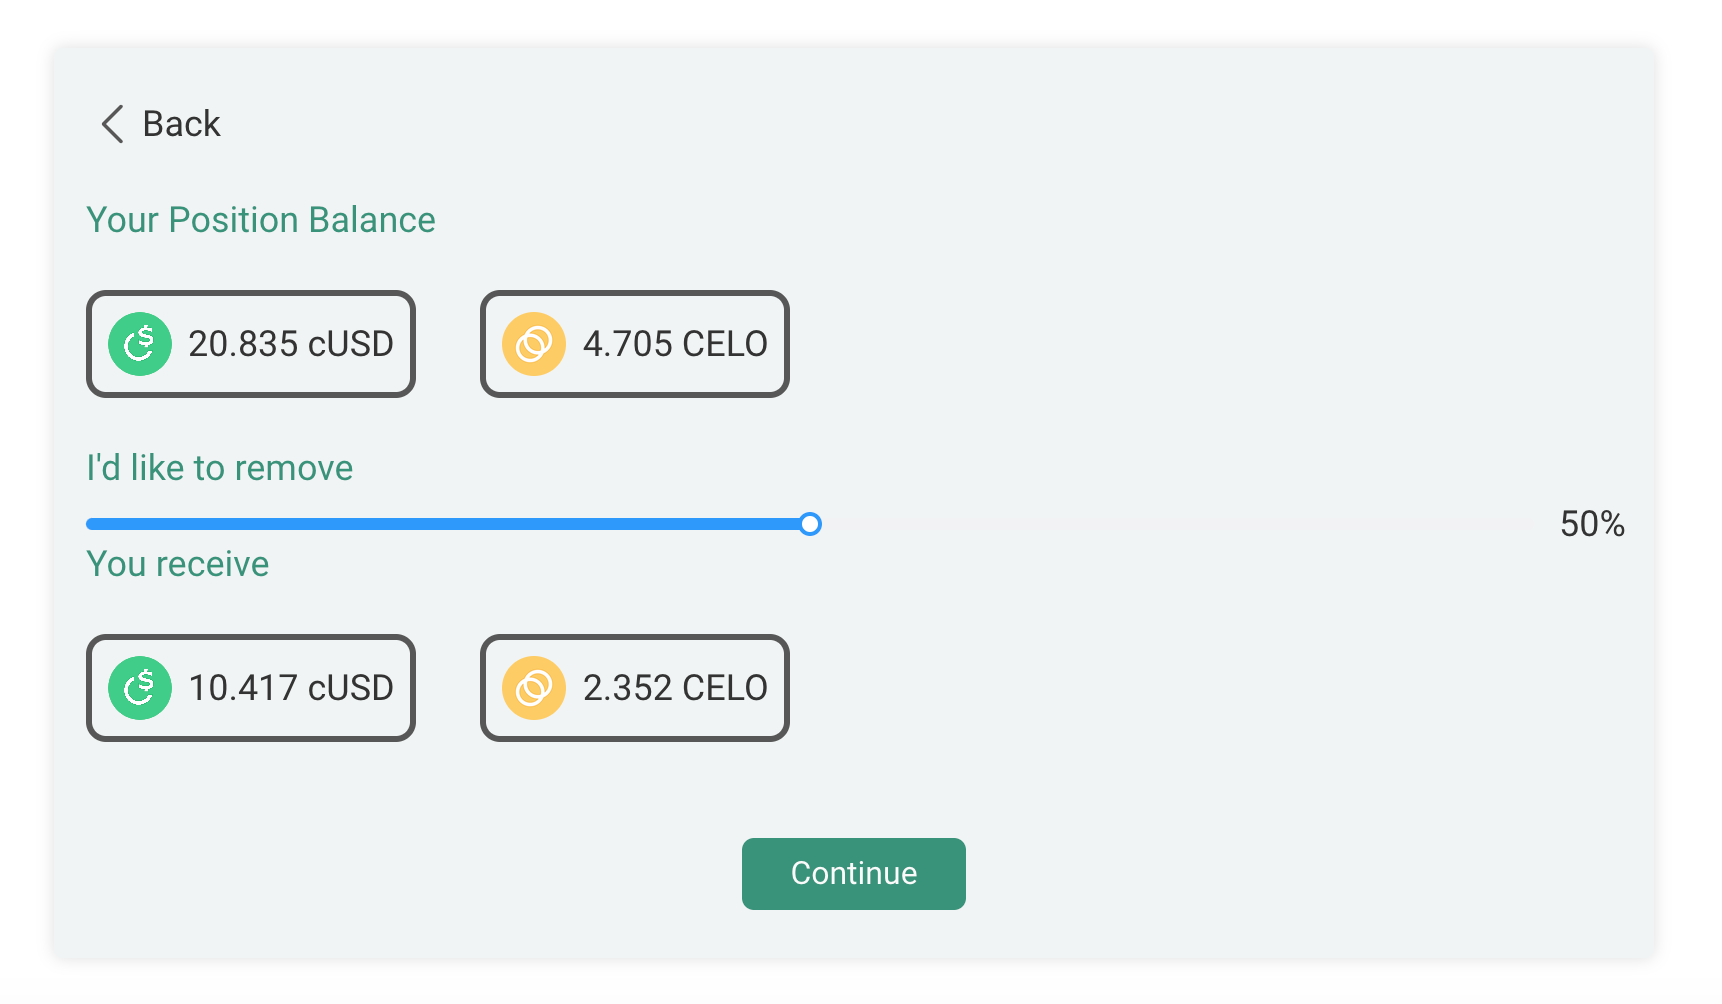 Back
Your Position Balance
20.835 cUSD 4.705 CELO
I'd like to remove
50%
You receive
10.417 cUSD 2.352 CELO
Continue